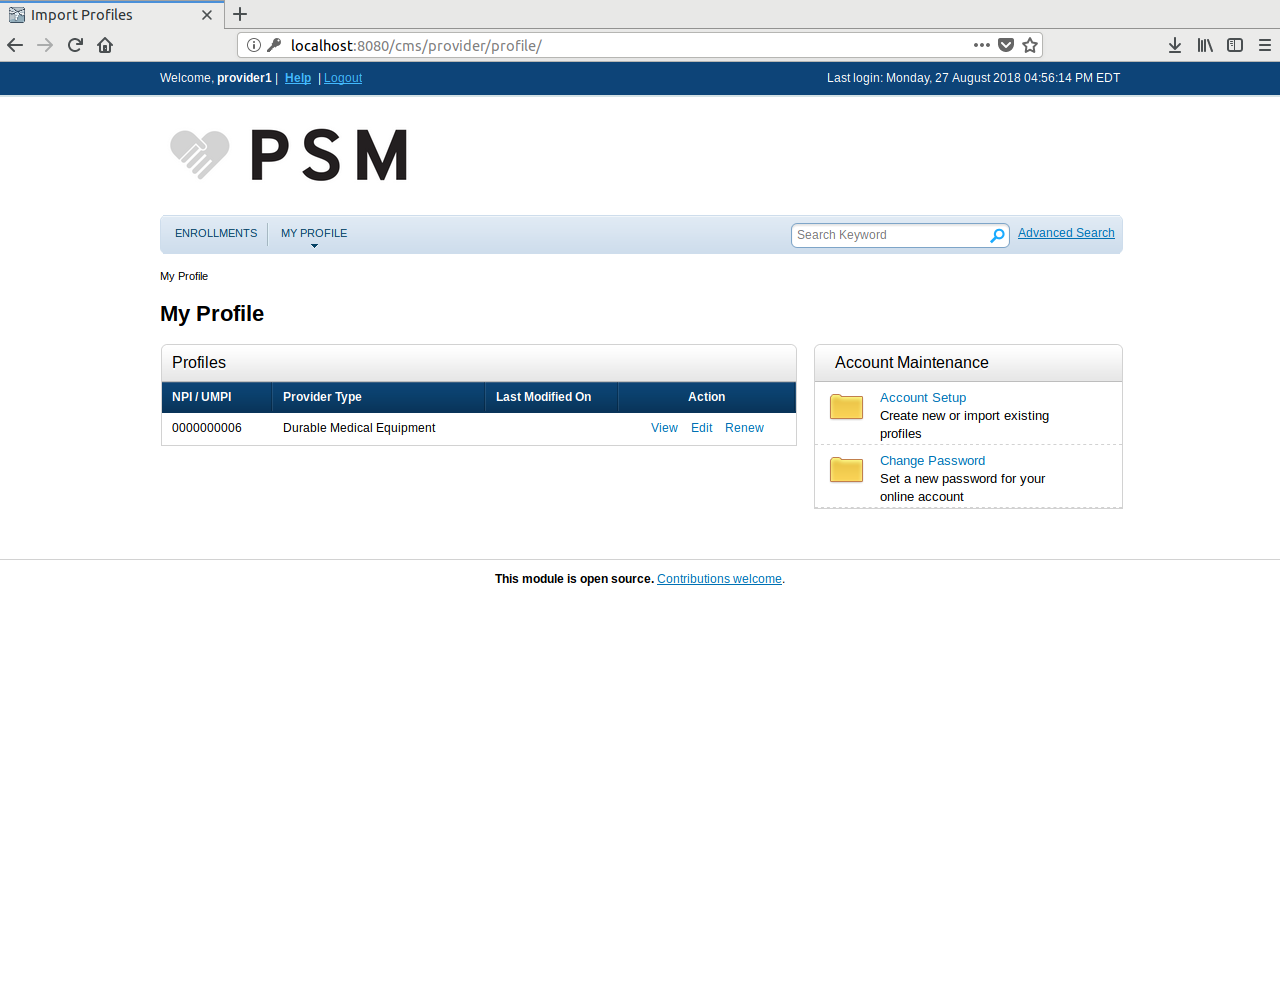 Import Profiles
localhost:8080/cms/provider/profile/
Welcome, provider1 | Help | Logout
Last login: Monday, 27 August 2018 04:56:14 PM EDT
PSM
ENROLLMENTS
MY PROFILE
Search Keyword
Advanced Search
My Profile
My Profile
Profiles
NPI / UMPI Provider Type Last Modified On Action
0000000006 Durable Medical Equipment View Edit Renew
Account Maintenance
Account Setup
Create new or import existing
profiles
Change Password
Set a new password for your
online account
This module is open source. Contributions welcome.